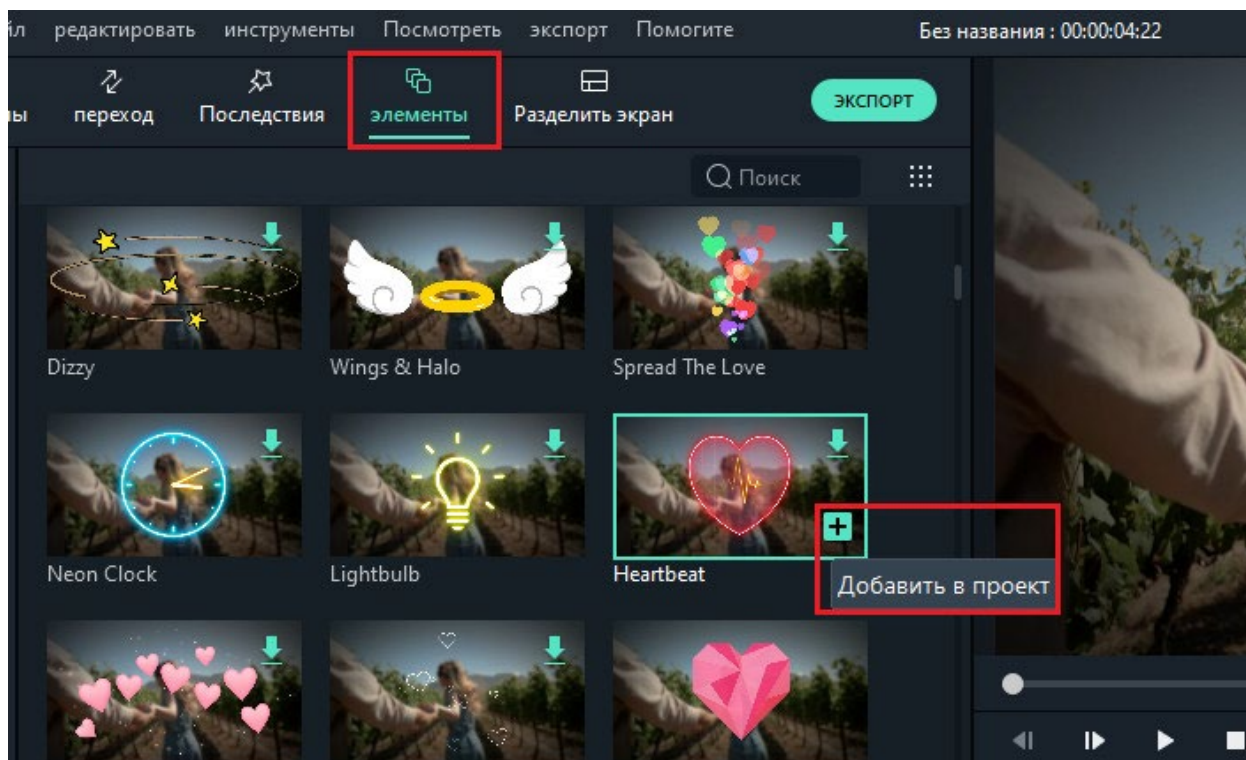 йл редактировать инструменты Посмотреть экспорт Помогите Без названия : 00:00:04:22
ны переход Последствия элементы Разделить экран ЭКСПОРТ
Поиск
Dizzy Wings & Halo Spread The Love
Neon Clock Lightbulb Heartbeat
Добавить в проект